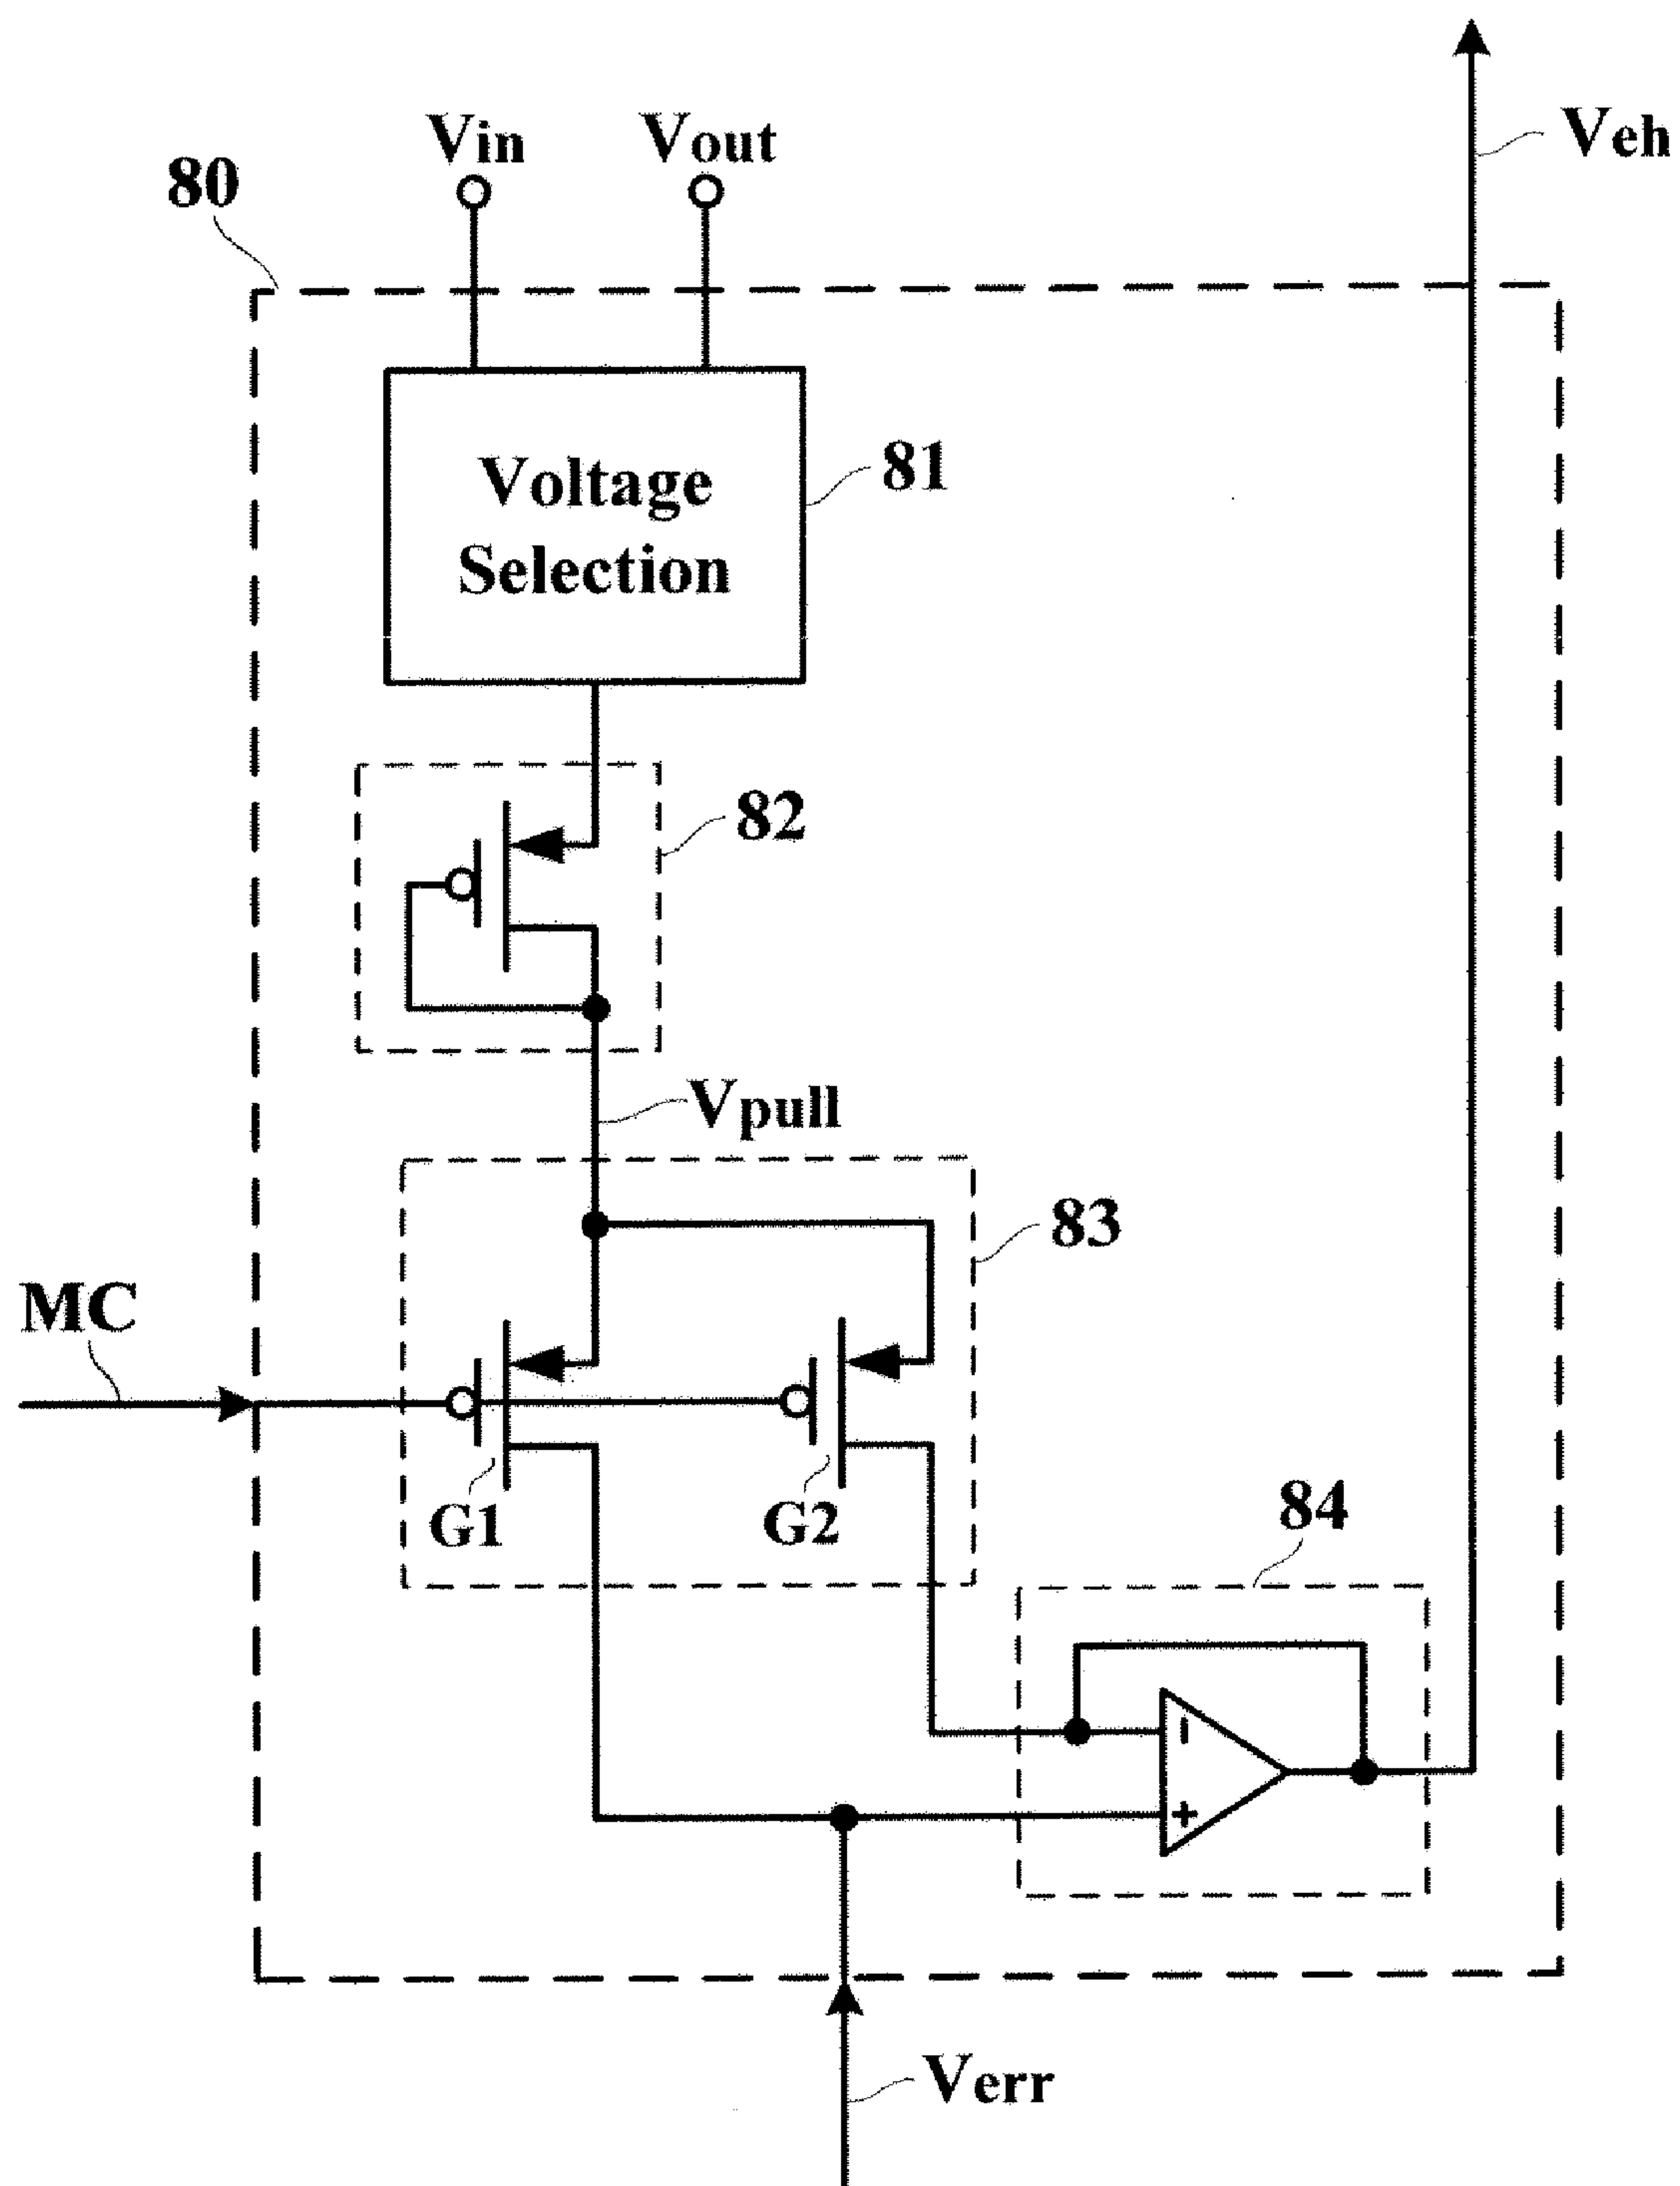 Vin
Vout
Veh
80
Voltage
Selection
81
82
Vpull
83
MC
G1
G2
84
-
+
Verr